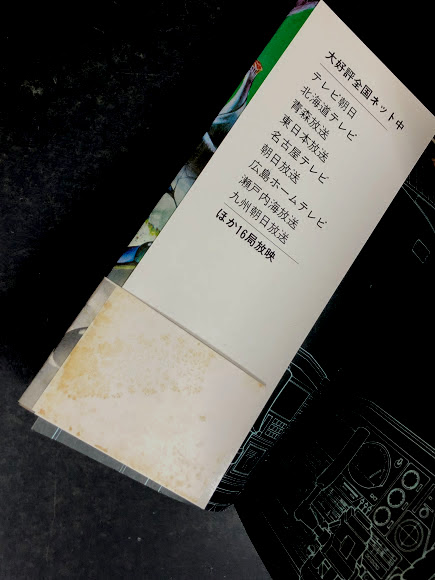 大好評全国ネット中
テレビ朝日
北海道テレビ
青森放送
東日本放送
名古屋テレビ
朝日放送
広島ホームテレビ
瀬戸内海放送
九州朝日放送
ほか16局放映